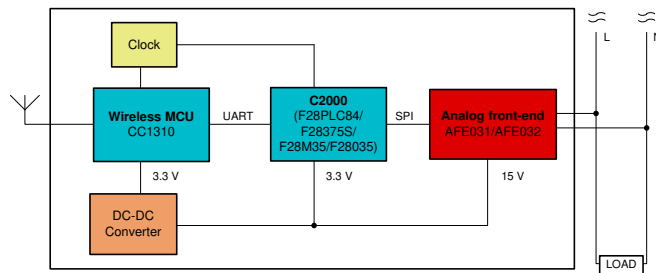 L
N
Clock
Wireless MCU
CC1310
UART
C2000
(F28PLC84/
F28375S/
F28M35/F28035)
SPI
Analog front-end
AFE031/AFE032
3.3 V
3.3 V
15 V
DC-DC
Converter
LOAD